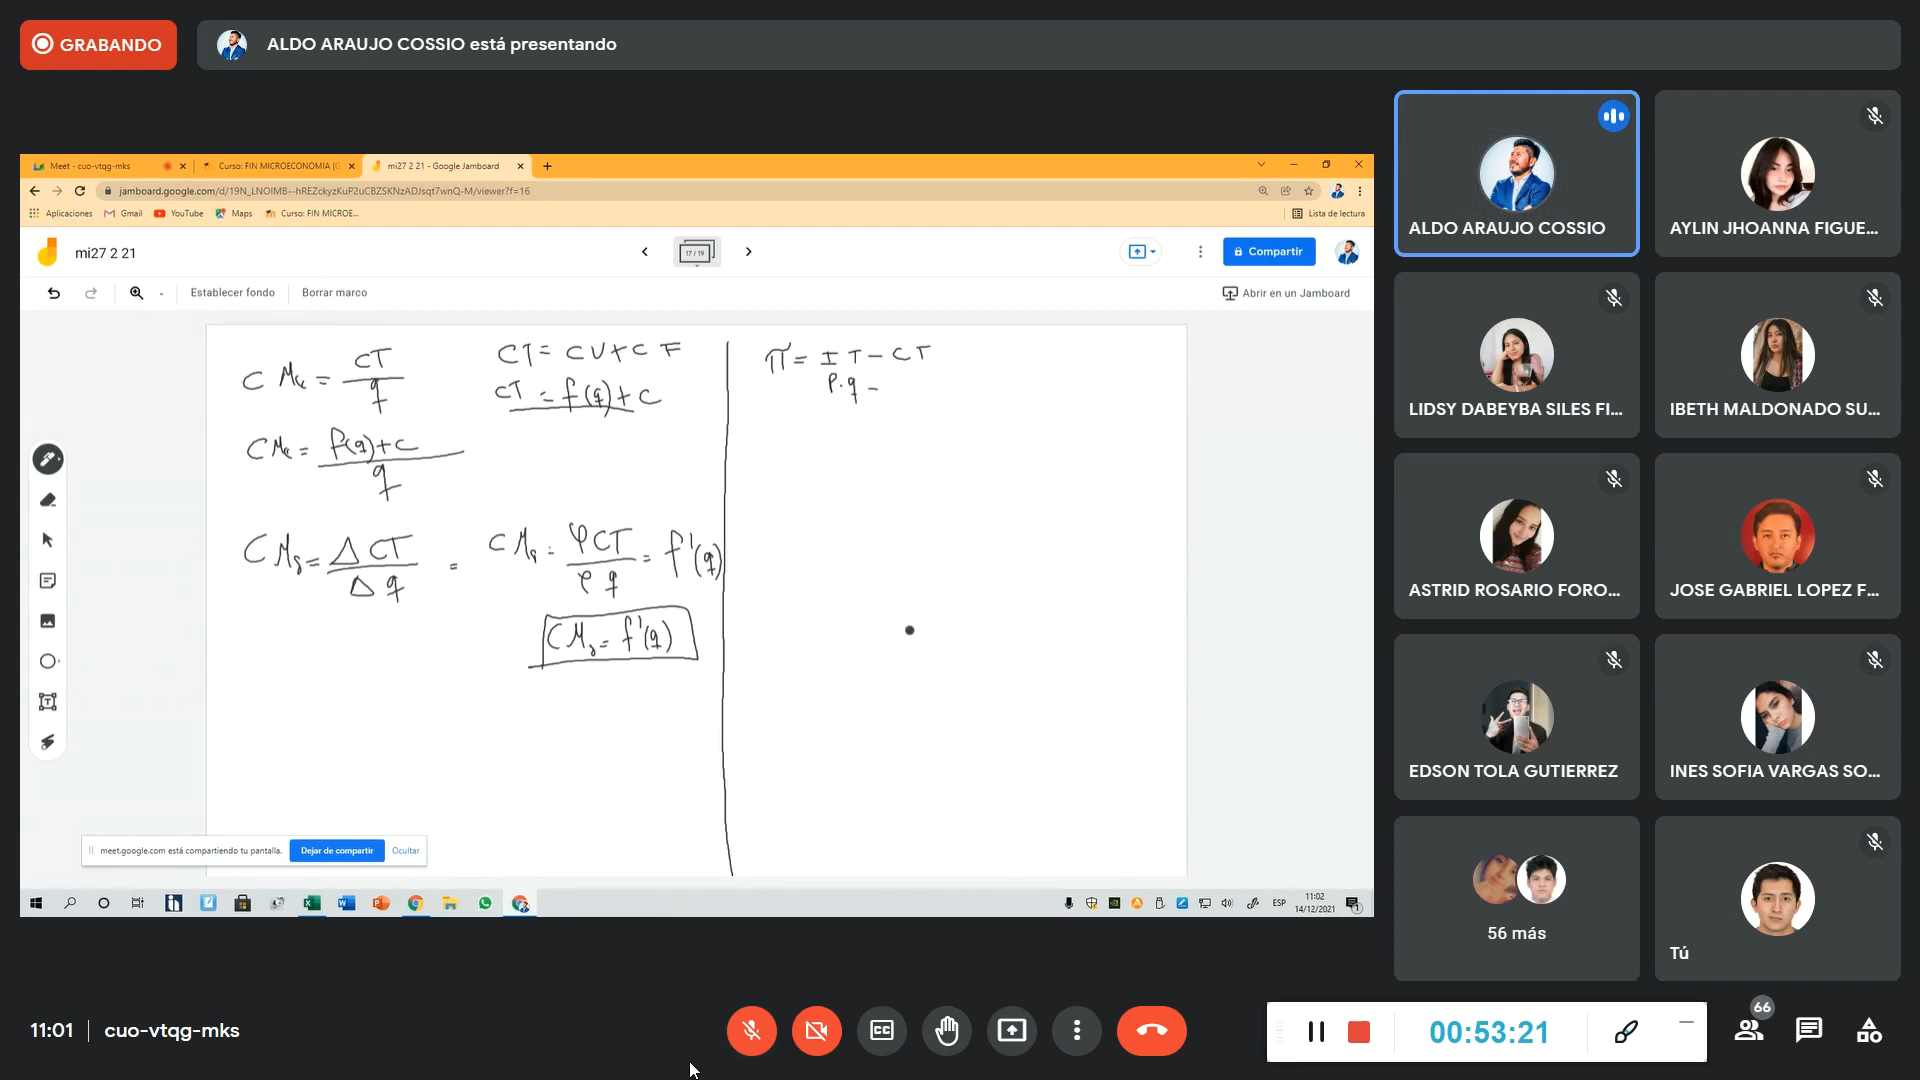 GRABANDO
ALDO ARAUJO COSSIO está presentando
Meet - cuo-vtqg-mks
Curso: FIN MICROECONOMIA [G
mi27 2 21 - Google Jamboard
jamboard.google.com/d/19N_LNOIMB--hREZckyzKuP2uCBZSKNzADJsqt7wnQ-M/viewer?f=16
Aplicaciones
Gmail
YouTube
Maps
Curso: FIN MICROE...
Lista de lectura
mi27 2 21
17 / 19
Compartir
Establecer fondo
Borrar marco
Abrir en un Jamboard
CMe = CT / q
CT = CV + CF
CT = f(q) + C
CMe = f(q)+c / q
CMg = Δ CT / Δ q =
CMg = φCT / φq = f'(q)
CMg = f'(q)
π = IT - CT
P.q -
meet.google.com está compartiendo tu pantalla.
Dejar de compartir
Ocultar
ESP
11:02
14/12/2021
ALDO ARAUJO COSSIO
AYLIN JHOANNA FIGUE...
LIDSY DABEYBA SILES FI...
IBETH MALDONADO SU...
ASTRID ROSARIO FORO...
JOSE GABRIEL LOPEZ F...
EDSON TOLA GUTIERREZ
INES SOFIA VARGAS SO...
56 más
Tú
11:01
cuo-vtqg-mks
00:53:21
66